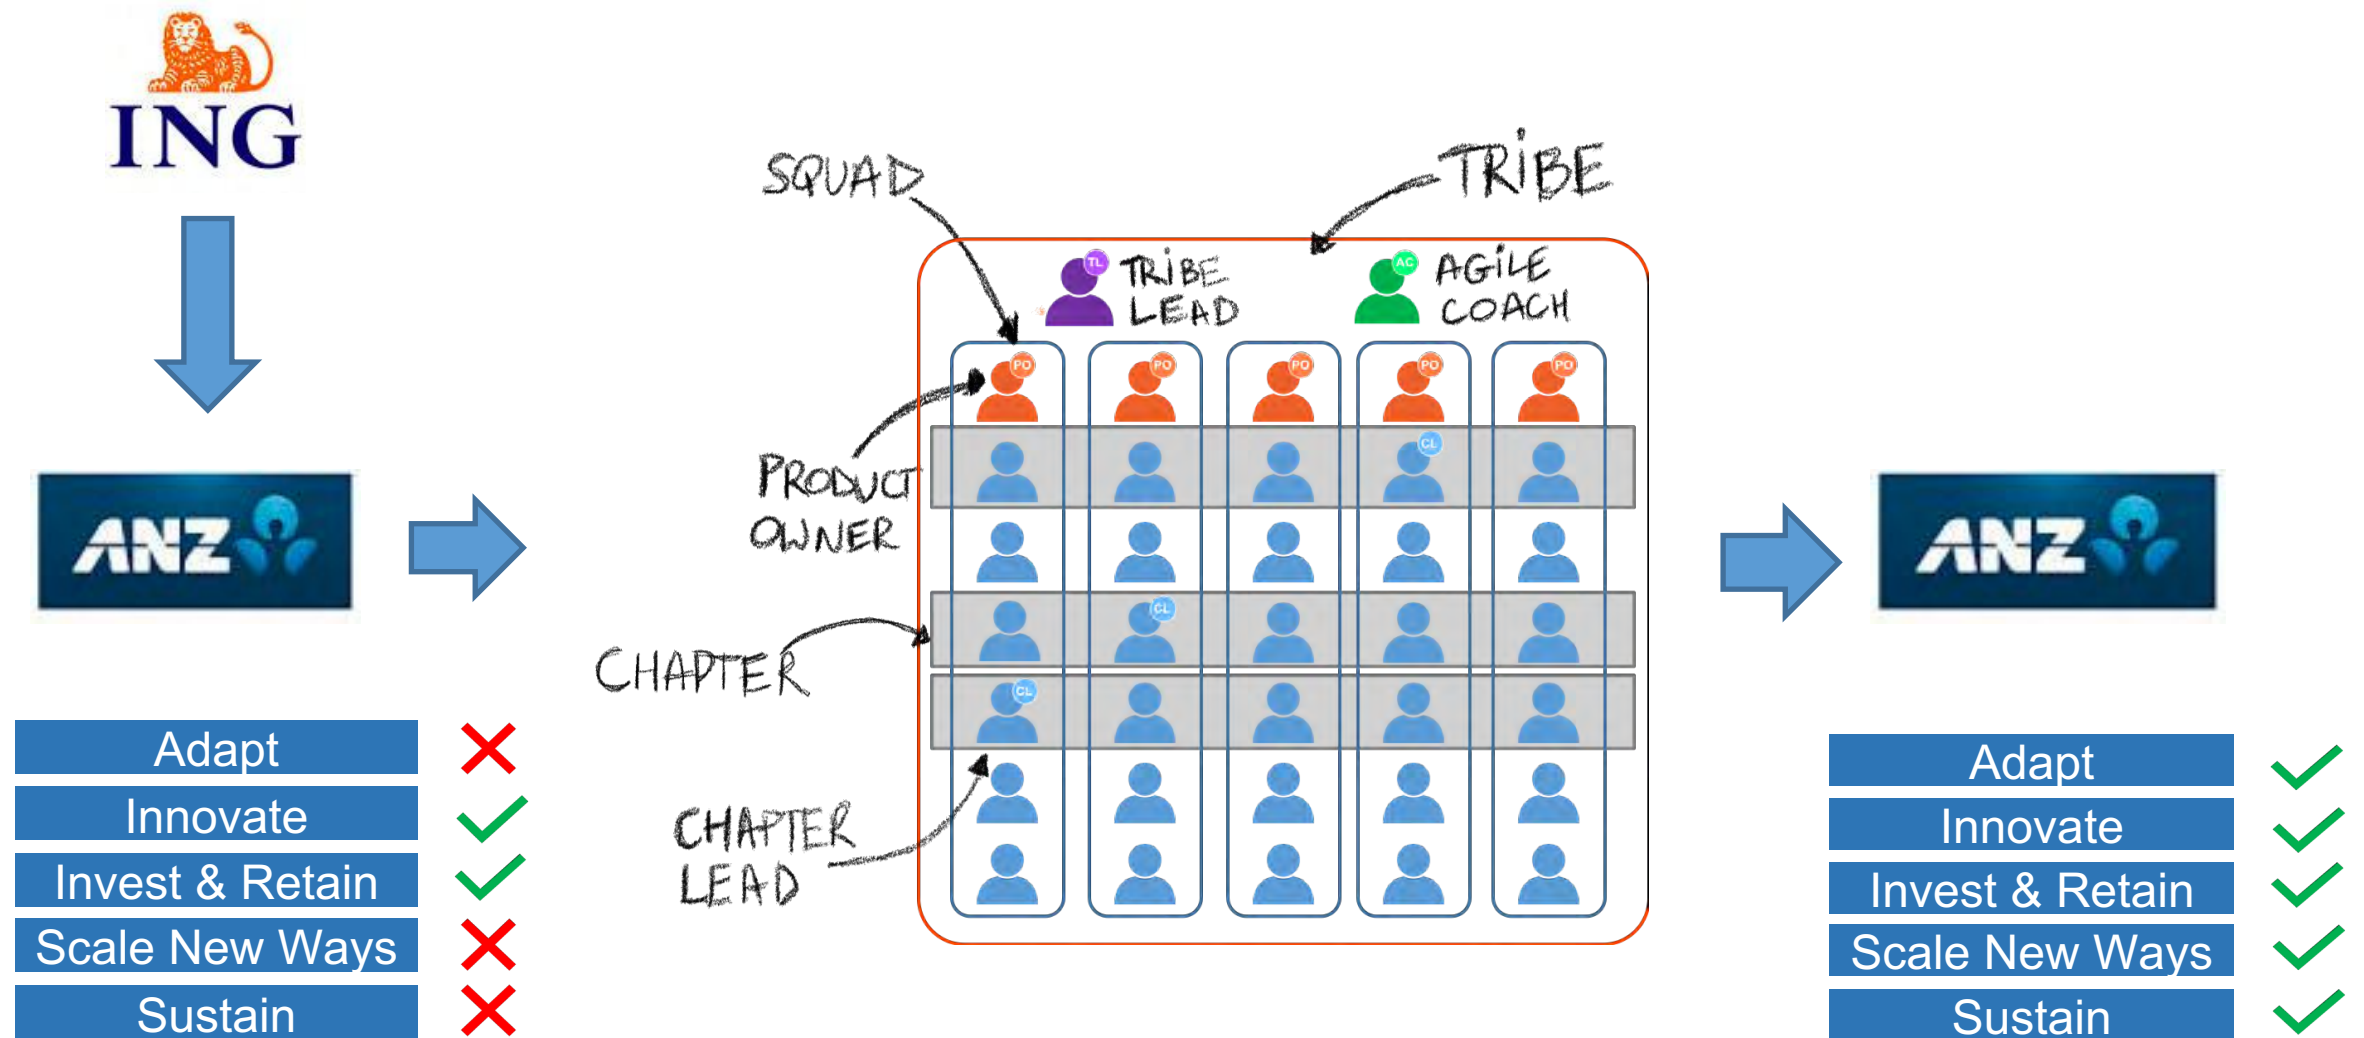 ING
SQUAD
TRIBE
TL
TRIBE
LEAD
AC
AGILE
COACH
PO
PO
PO
PO
PO
PRODUCT
OWNER
CL
CL
CL
CHAPTER
CHAPTER
LEAD
ANZ
Adapt
Innovate
Invest & Retain
Scale New Ways
Sustain
ANZ
Adapt
Innovate
Invest & Retain
Scale New Ways
Sustain